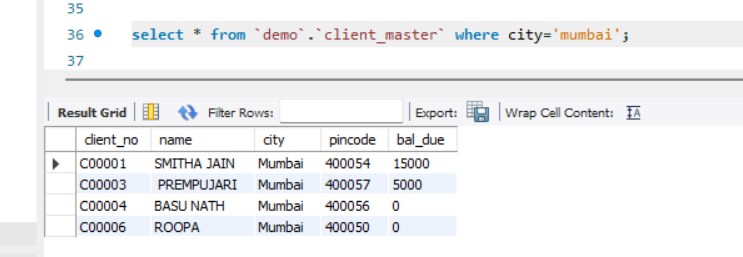 35
36 select * from `demo`.`client_master` where city='mumbai';
37
Result Grid Filter Rows: Export: Wrap Cell Content: IA
client_no name city pincode bal_due
C00001 SMITHA JAIN Mumbai 400054 15000
C00003 PREMPUJARI Mumbai 400057 5000
C00004 BASU NATH Mumbai 400056 0
C00006 ROOPA Mumbai 400050 0